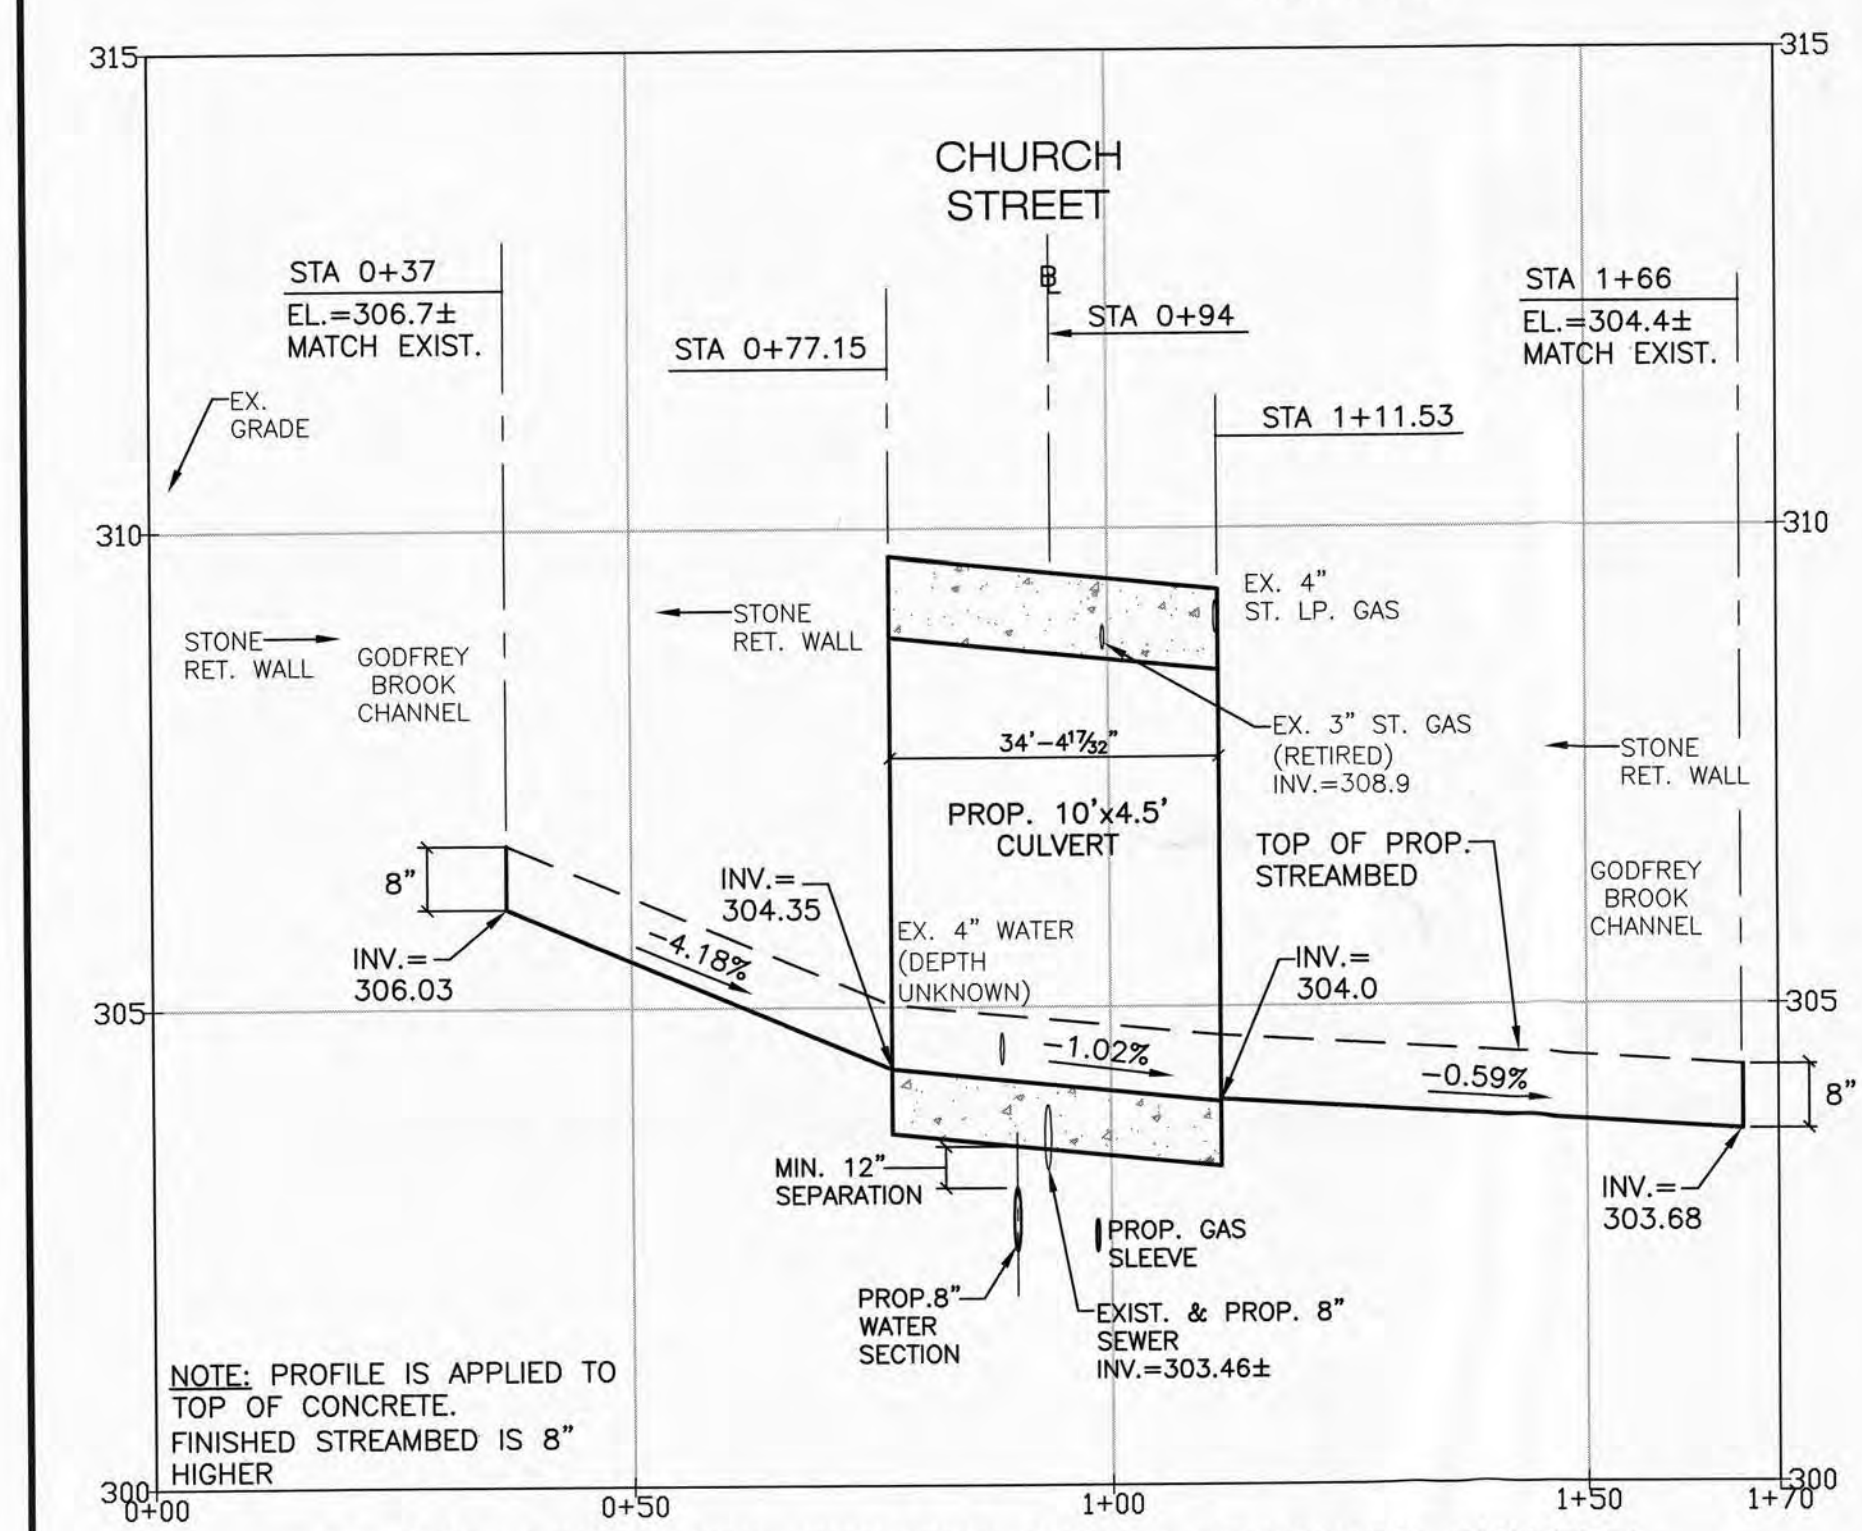 315
315
CHURCH
STREET
STA 0+37
EL.=306.7±
MATCH EXIST.
STA 0+77.15
BL
STA 0+94
STA 1+66
EL.=304.4±
MATCH EXIST.
STA 1+11.53
EX.
GRADE
310
310
STONE
RET. WALL
GODFREY
BROOK
CHANNEL
STONE
RET. WALL
EX. 4"
ST. LP. GAS
34'-4 17/32"
EX. 3" ST. GAS
(RETIRED)
INV.=308.9
STONE
RET. WALL
PROP. 10'x4.5'
CULVERT
TOP OF PROP.
STREAMBED
GODFREY
BROOK
CHANNEL
8"
INV.=
306.03
-4.18%
INV.=
304.35
EX. 4" WATER
(DEPTH
UNKNOWN)
INV.=
304.0
305
305
-1.02%
-0.59%
8"
MIN. 12"
SEPARATION
INV.=
303.68
PROP. GAS
SLEEVE
PROP.8"
WATER
SECTION
EXIST. & PROP. 8"
SEWER
INV.=303.46±
NOTE: PROFILE IS APPLIED TO
TOP OF CONCRETE.
FINISHED STREAMBED IS 8"
HIGHER
300
300
0+00
0+50
1+00
1+50
1+70